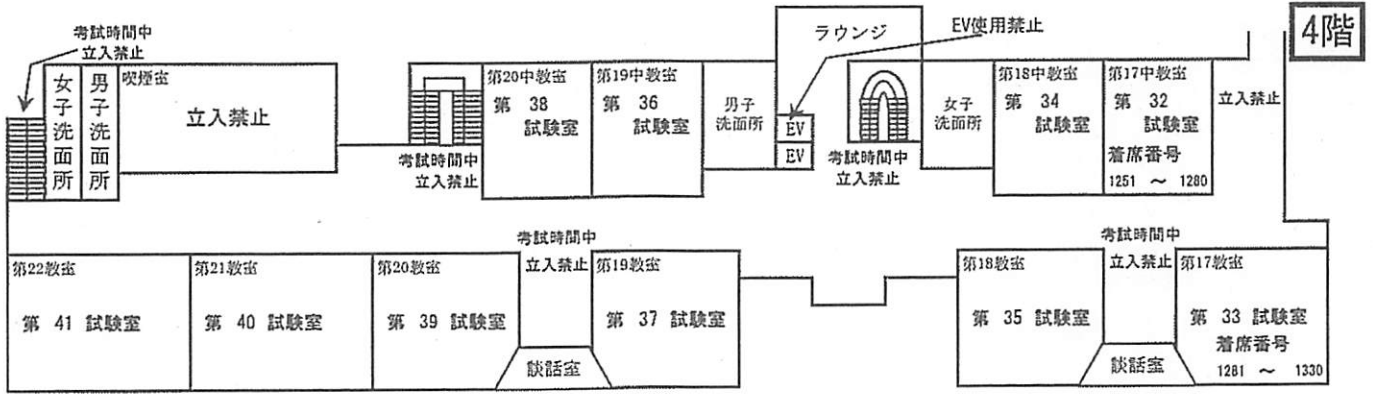 4階
考試時間中
立入禁止
女子洗面所
男子洗面所
喫煙室
立入禁止
考試時間中
立入禁止
第20中教室
第 38
試験室
第19中教室
第 36
試験室
男子
洗面所
ラウンジ
EV使用禁止
EV
EV
考試時間中
立入禁止
女子
洗面所
第18中教室
第 34
試験室
第17中教室
第 32
試験室
着席番号
1251 ～ 1280
立入禁止
第22教室
第 41 試験室
第21教室
第 40 試験室
第20教室
第 39 試験室
考試時間中
立入禁止
談話室
第19教室
第 37 試験室
第18教室
第 35 試験室
考試時間中
立入禁止
談話室
第17教室
第 33 試験室
着席番号
1281 ～ 1330